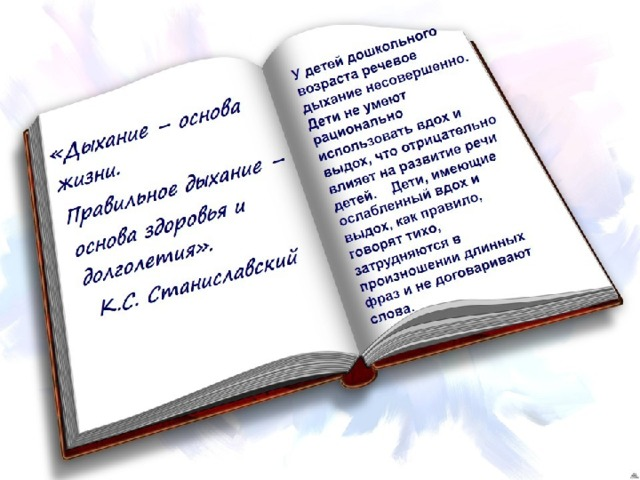 «Дыхание – основа
жизни.
Правильное дыхание –
основа здоровья и
долголетия».
К.С. Станиславский
У детей дошкольного
возраста речевое
дыхание несовершенно.
Дети не умеют
рационально
использовать вдох и
выдох, что отрицательно
влияет на развитие речи
детей. Дети, имеющие
ослабленный вдох и
выдох, как правило,
говорят тихо,
затрудняются в
произношении длинных
фраз и не договаривают
слова.